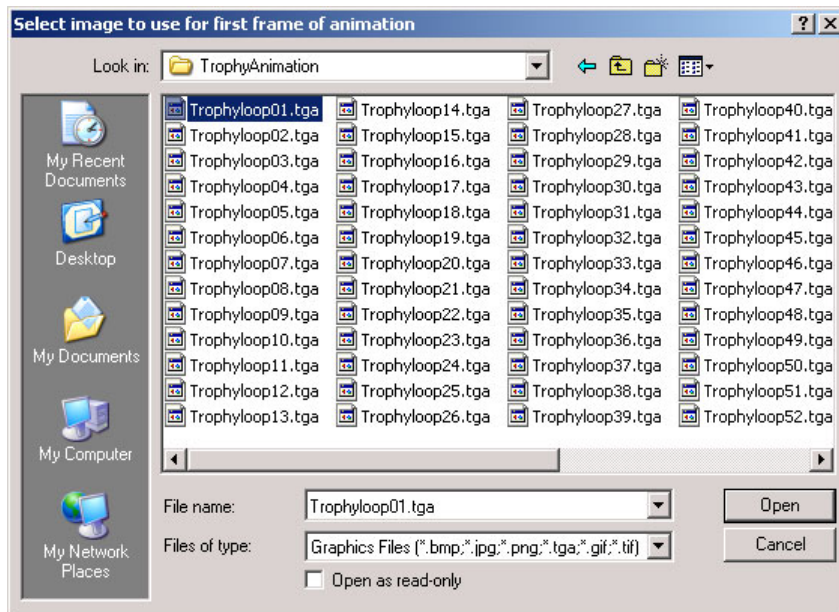 Select image to use for first frame of animation
Look in: TrophyAnimation
My Recent
Documents
Desktop
My Documents
My Computer
My Network
Places
Trophyloop01.tga Trophyloop14.tga Trophyloop27.tga Trophyloop40.tga
Trophyloop02.tga Trophyloop15.tga Trophyloop28.tga Trophyloop41.tga
Trophyloop03.tga Trophyloop16.tga Trophyloop29.tga Trophyloop42.tga
Trophyloop04.tga Trophyloop17.tga Trophyloop30.tga Trophyloop43.tga
Trophyloop05.tga Trophyloop18.tga Trophyloop31.tga Trophyloop44.tga
Trophyloop06.tga Trophyloop19.tga Trophyloop32.tga Trophyloop45.tga
Trophyloop07.tga Trophyloop20.tga Trophyloop33.tga Trophyloop46.tga
Trophyloop08.tga Trophyloop21.tga Trophyloop34.tga Trophyloop47.tga
Trophyloop09.tga Trophyloop22.tga Trophyloop35.tga Trophyloop48.tga
Trophyloop10.tga Trophyloop23.tga Trophyloop36.tga Trophyloop49.tga
Trophyloop11.tga Trophyloop24.tga Trophyloop37.tga Trophyloop50.tga
Trophyloop12.tga Trophyloop25.tga Trophyloop38.tga Trophyloop51.tga
Trophyloop13.tga Trophyloop26.tga Trophyloop39.tga Trophyloop52.tga
File name: Trophyloop01.tga Open
Files of type: Graphics Files (*.bmp;*.jpg;*.png;*.tga;*.gif;*.tif) Cancel
Open as read-only